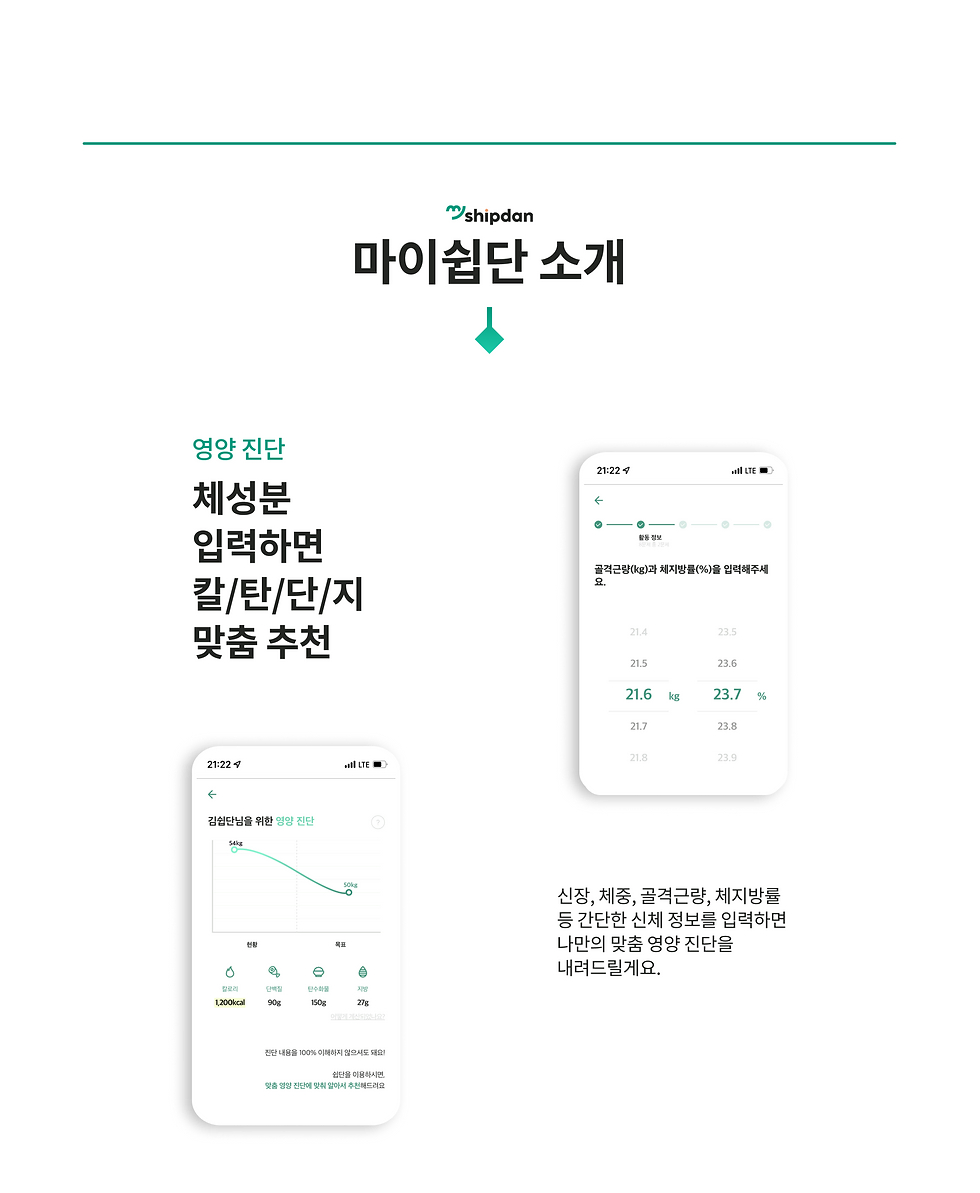 myshipdan
마이쉽단 소개
영양 진단
체성분
입력하면
칼/탄/단/지
맞춤 추천
21:22
LTE
활동 정보
골격근량(kg)과 체지방률(%)을 입력해주세
요.
21.4 23.5
21.5 23.6
21.6 kg 23.7 %
21.7 23.8
21.8 23.9
21:22
LTE
김쉽단님을 위한 영양 진단
?
54kg
50kg
현황 목표
칼로리 단백질 탄수화물 지방
1,200kcal 90g 150g 27g
진단 내용을 100% 이해하지 않으셔도 돼요!
쉽단을 이용하시면,
맞춤 영양 진단에 맞춰 알아서 추천해드려요
신장, 체중, 골격근량, 체지방률
등 간단한 신체 정보를 입력하면
나만의 맞춤 영양 진단을
내려드릴게요.